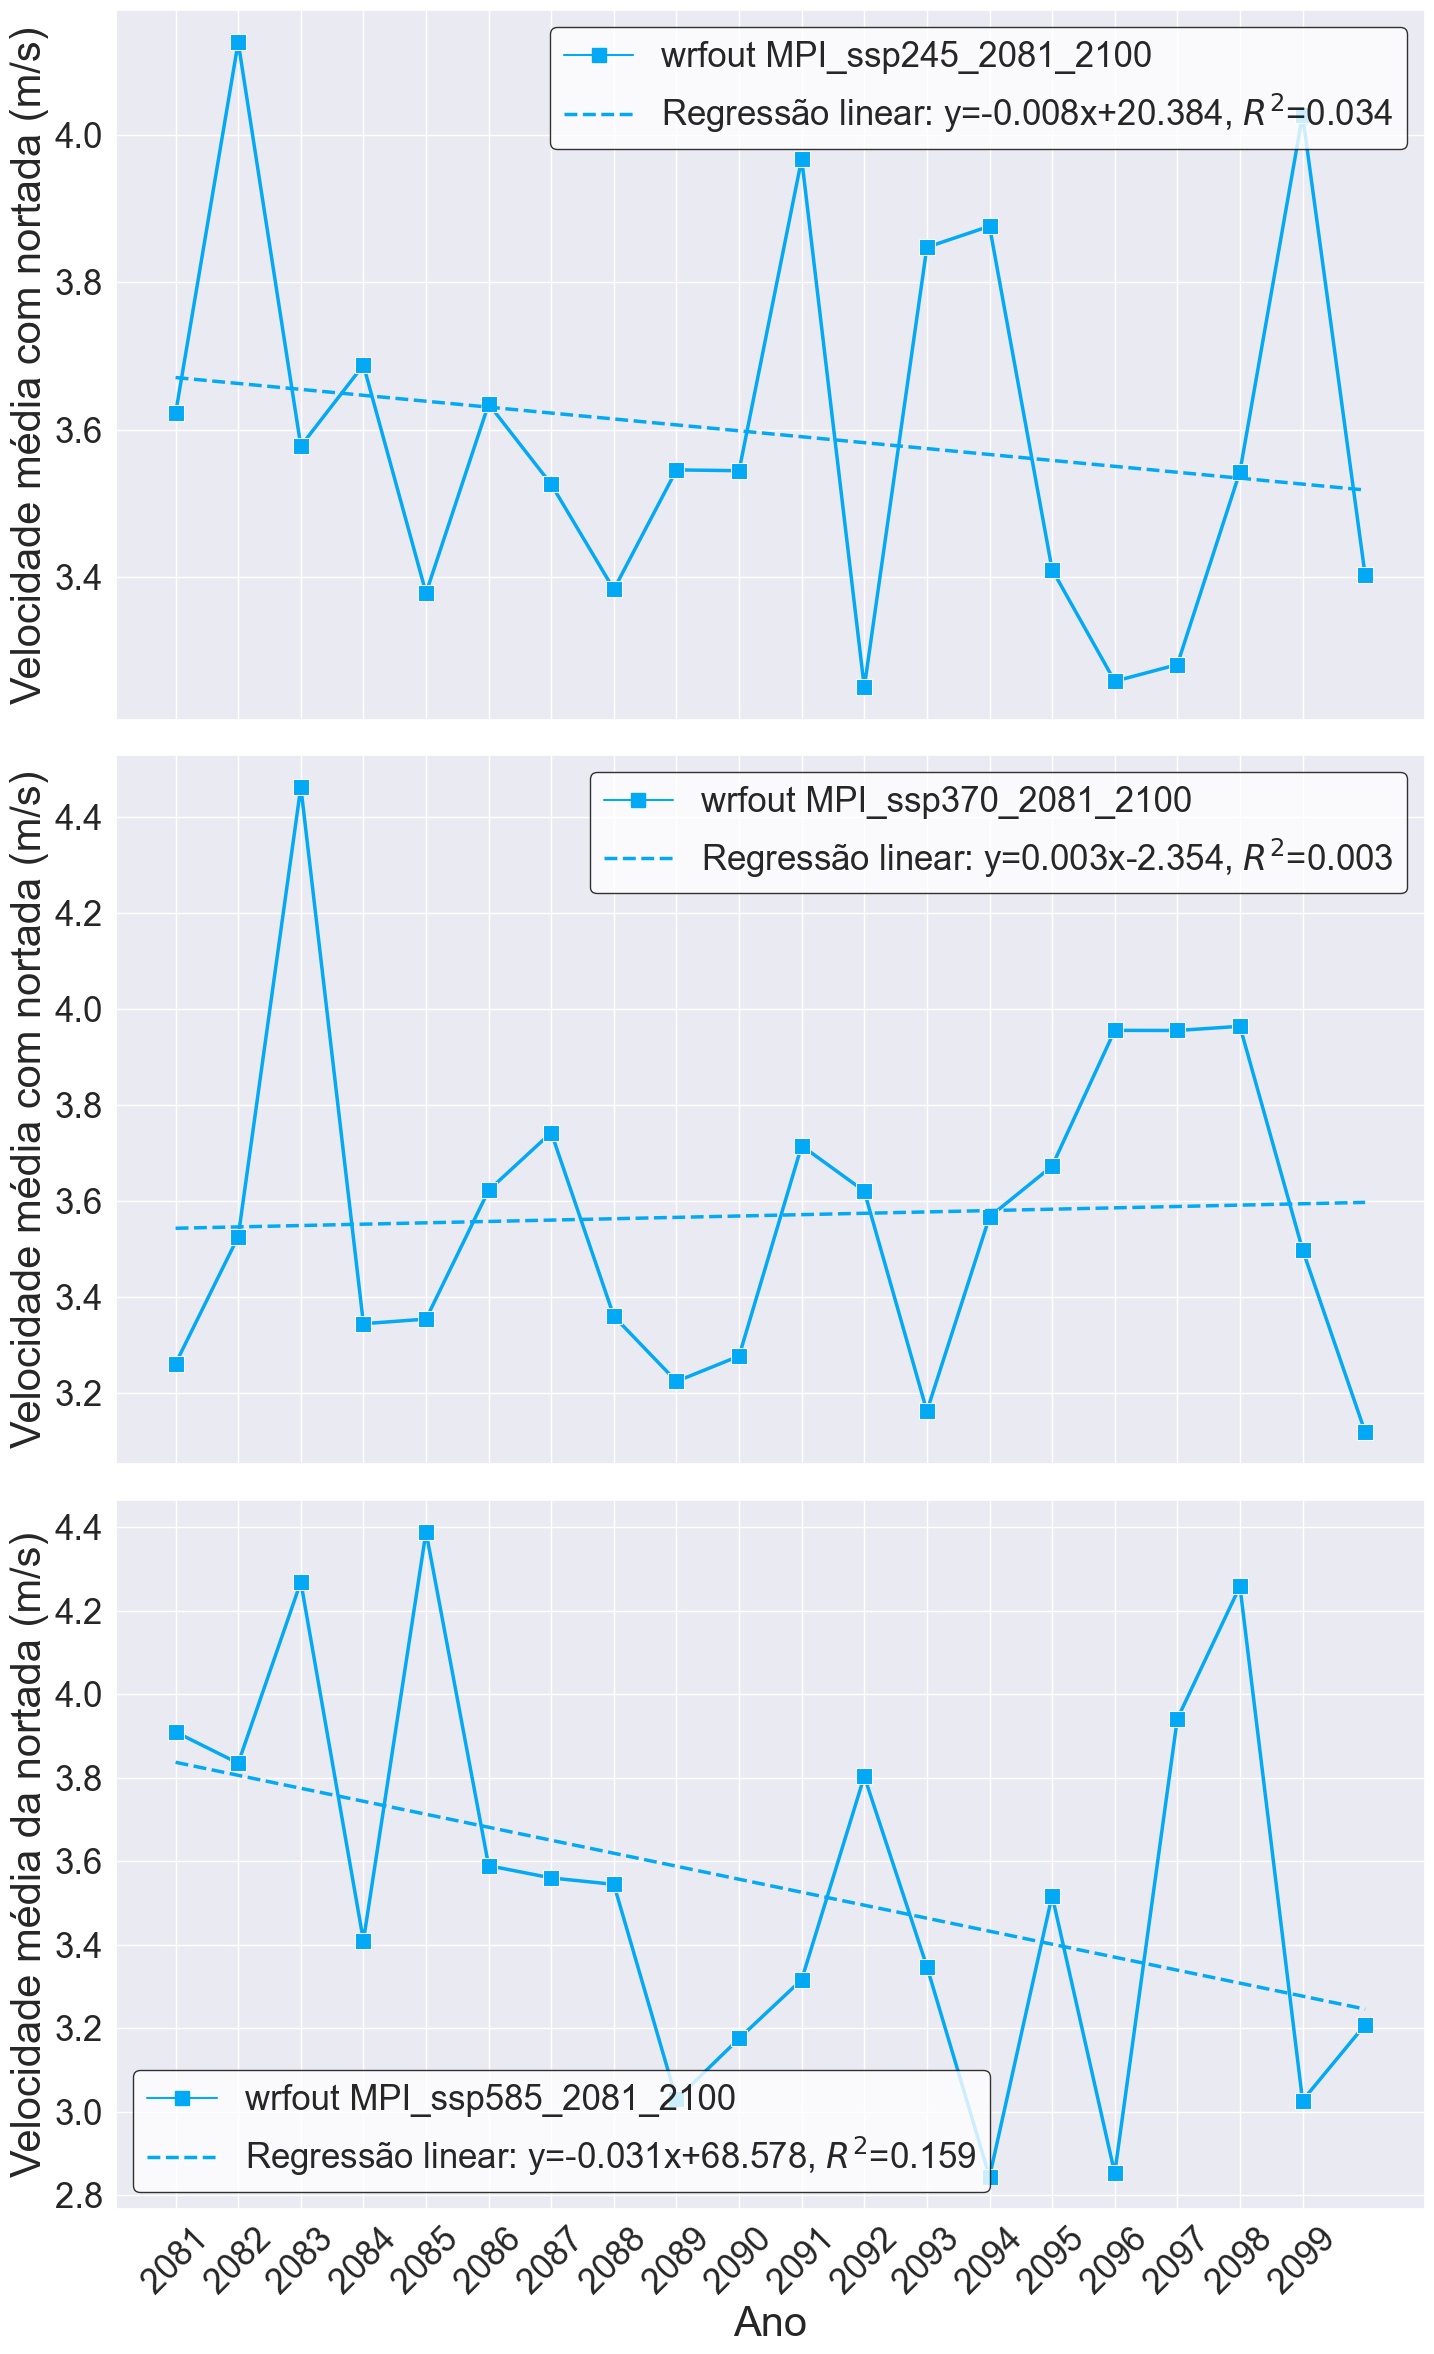 Velocidade média com nortada (m/s)
4.0
3.8
3.6
3.4
wrfout MPI_ssp245_2081_2100
Regressão linear: y=-0.008x+20.384, R²=0.034
Velocidade média com nortada (m/s)
4.4
4.2
4.0
3.8
3.6
3.4
3.2
wrfout MPI_ssp370_2081_2100
Regressão linear: y=0.003x-2.354, R²=0.003
Velocidade média da nortada (m/s)
4.4
4.2
4.0
3.8
3.6
3.4
3.2
3.0
2.8
wrfout MPI_ssp585_2081_2100
Regressão linear: y=-0.031x+68.578, R²=0.159
2081 2082 2083 2084 2085 2086 2087 2088 2089 2090 2091 2092 2093 2094 2095 2096 2097 2098 2099
Ano